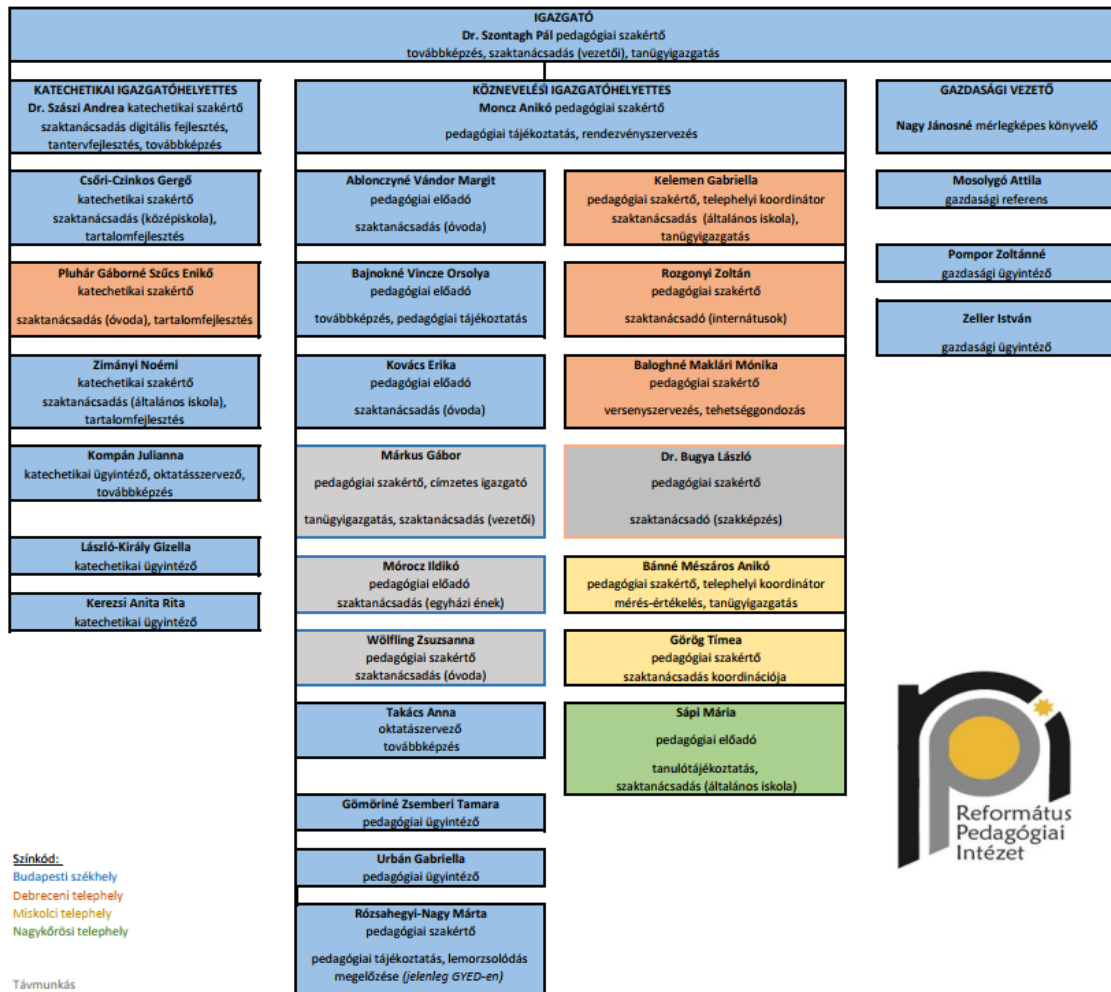 IGAZGATÓ
Dr. Szontagh Pál pedagógiai szakértő
továbbképzés, szaktanácsadás (vezetői), tanügyigazgatás
KATECHETIKAI IGAZGATÓHELYETTES
Dr. Szászi Andrea katechetikai szakértő
szaktanácsadás digitális fejlesztés,
tantervfejlesztés, továbbképzés
Csőri-Czinkos Gergő
katechetikai szakértő
szaktanácsadás (középiskola),
tartalomfejlesztés
Pluhár Gáborné Szűcs Enikő
katechetikai szakértő
szaktanácsadás (óvoda), tartalomfejlesztés
Zimányi Noémi
katechetikai szakértő
szaktanácsadás (általános iskola),
tartalomfejlesztés
Kompán Julianna
katechetikai ügyintéző, oktatásszervező,
továbbképzés
László-Király Gizella
katechetikai ügyintéző
Kerezsi Anita Rita
katechetikai ügyintéző
KÖZNEVELÉSI IGAZGATÓHELYETTES
Moncz Anikó pedagógiai szakértő
pedagógiai tájékoztatás, rendezvényszervezés
Ablonczyné Vándor Margit
pedagógiai előadó
szaktanácsadás (óvoda)
Bajnokné Vincze Orsolya
pedagógiai előadó
továbbképzés, pedagógiai tájékoztatás
Kovács Erika
pedagógiai előadó
szaktanácsadás (óvoda)
Márkus Gábor
pedagógiai szakértő, címzetes igazgató
tanügyigazgatás, szaktanácsadás (vezetői)
Mórocz Ildikó
pedagógiai előadó
szaktanácsadás (egyházi ének)
Wölfling Zsuzsanna
pedagógiai szakértő
szaktanácsadás (óvoda)
Takács Anna
oktatászervező
továbbképzés
Gömöriné Zsemberi Tamara
pedagógiai ügyintéző
Urbán Gabriella
pedagógiai ügyintéző
Rózsahegyi-Nagy Márta
pedagógiai szakértő
pedagógiai tájékoztatás, lemorzsolódás
megelőzése (jelenleg GYED-en)
Kelemen Gabriella
pedagógiai szakértő, telephelyi koordinátor
szaktanácsadás (általános iskola),
tanügyigazgatás
Rozgonyi Zoltán
pedagógiai szakértő
szaktanácsadó (internátusok)
Baloghné Maklári Mónika
pedagógiai szakértő
versenyszervezés, tehetséggondozás
Dr. Bugya László
pedagógiai szakértő
szaktanácsadó (szakképzés)
Bánné Mészáros Anikó
pedagógiai szakértő, telephelyi koordinátor
mérés-értékelés, tanügyigazgatás
Görög Tímea
pedagógiai szakértő
szaktanácsadás koordinációja
Sápi Mária
pedagógiai előadó
tanulótájékoztatás,
szaktanácsadás (általános iskola)
GAZDASÁGI VEZETŐ
Nagy Jánosné mérlegképes könyvelő
Mosolygó Attila
gazdasági referens
Pompor Zoltánné
gazdasági ügyintéző
Zeller István
gazdasági ügyintéző
Református
Pedagógiai
Intézet
Színkód:
Budapesti székhely
Debreceni telephely
Miskolci telephely
Nagykőrösi telephely
Távmunkás